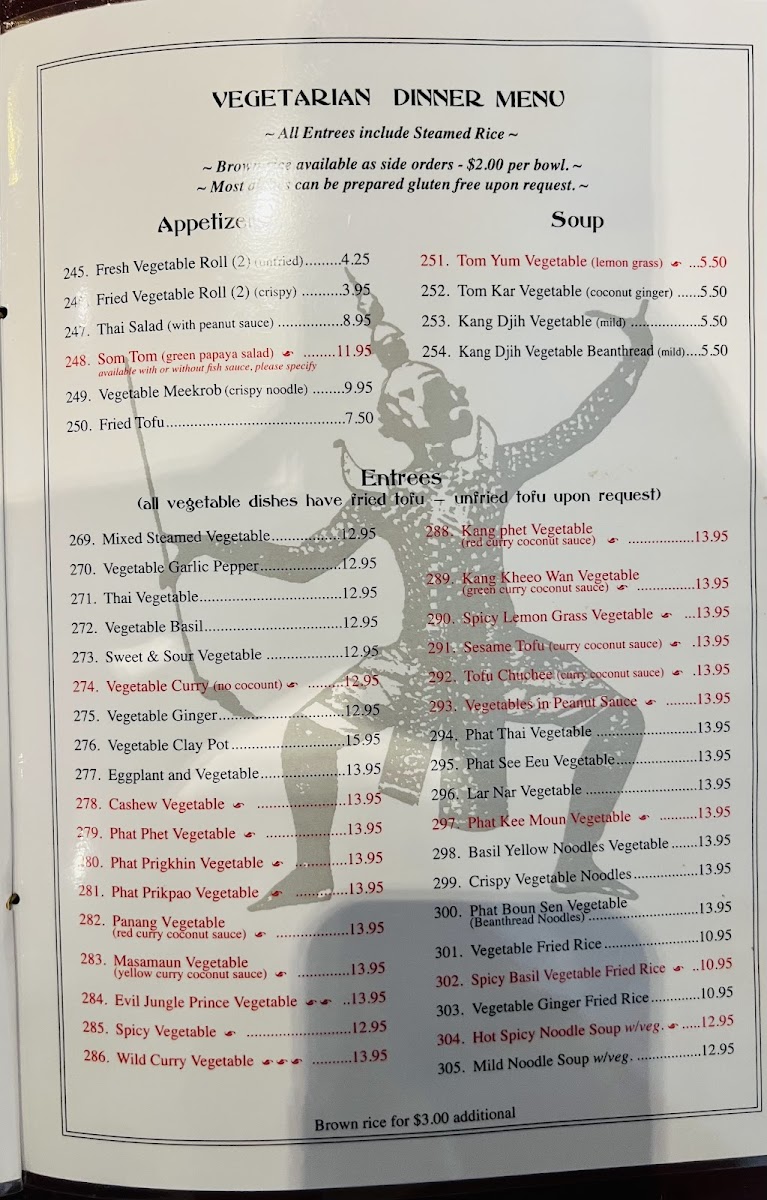 VEGETARIAN DINNER MENU
~ All Entrees include Steamed Rice ~
~ Brown rice available as side orders - $2.00 per bowl. ~
~ Most dishes can be prepared gluten free upon request. ~
Appetizers
245. Fresh Vegetable Roll (2) (unfried).........4.25
246. Fried Vegetable Roll (2) (crispy) .........3.95
247. Thai Salad (with peanut sauce) ...............8.95
248. Som Tom (green papaya salad) ........11.95
available with or without fish sauce, please specify
249. Vegetable Meekrob (crispy noodle) .......9.95
250. Fried Tofu...........................................7.50
Soup
251. Tom Yum Vegetable (lemon grass) ...5.50
252. Tom Kar Vegetable (coconut ginger) ......5.50
253. Kang Djih Vegetable (mild)..................5.50
254. Kang Djih Vegetable Beanthread (mild)....5.50
Entrees
(all vegetable dishes have fried tofu – unfried tofu upon request)
269. Mixed Steamed Vegetable.................12.95
270. Vegetable Garlic Pepper....................12.95
271. Thai Vegetable..................................12.95
272. Vegetable Basil.................................12.95
273. Sweet & Sour Vegetable ...................12.95
274. Vegetable Curry (no cocount) .........12.95
275. Vegetable Ginger..............................12.95
276. Vegetable Clay Pot...........................15.95
277. Eggplant and Vegetable....................13.95
278. Cashew Vegetable .....................13.95
279. Phat Phet Vegetable ...................13.95
280. Phat Prigkhin Vegetable .............13.95
281. Phat Prikpao Vegetable .............13.95
282. Panang Vegetable
(red curry coconut sauce) ..................13.95
283. Masamaun Vegetable
(yellow curry coconut sauce) .............13.95
284. Evil Jungle Prince Vegetable ..13.95
285. Spicy Vegetable .........................12.95
286. Wild Curry Vegetable .........13.95
288. Kang phet Vegetable
(red curry coconut sauce) .................13.95
289. Kang Kheeo Wan Vegetable
(green curry coconut sauce) ...............13.95
290. Spicy Lemon Grass Vegetable ...13.95
291. Sesame Tofu (curry coconut sauce) .13.95
292. Tofu Chuchee (curry coconut sauce) .13.95
293. Vegetables in Peanut Sauce .......13.95
294. Phat Thai Vegetable ........................13.95
295. Phat See Eeu Vegetable....................13.95
296. Lar Nar Vegetable ...........................13.95
297. Phat Kee Moun Vegetable .........13.95
298. Basil Yellow Noodles Vegetable ......13.95
299. Crispy Vegetable Noodles...............13.95
300. Phat Boun Sen Vegetable
(Beanthread Noodles) .........................13.95
301. Vegetable Fried Rice.......................10.95
302. Spicy Basil Vegetable Fried Rice ..10.95
303. Vegetable Ginger Fried Rice............10.95
304. Hot Spicy Noodle Soup w/veg. .....12.95
305. Mild Noodle Soup w/veg. ................12.95
Brown rice for $3.00 additional